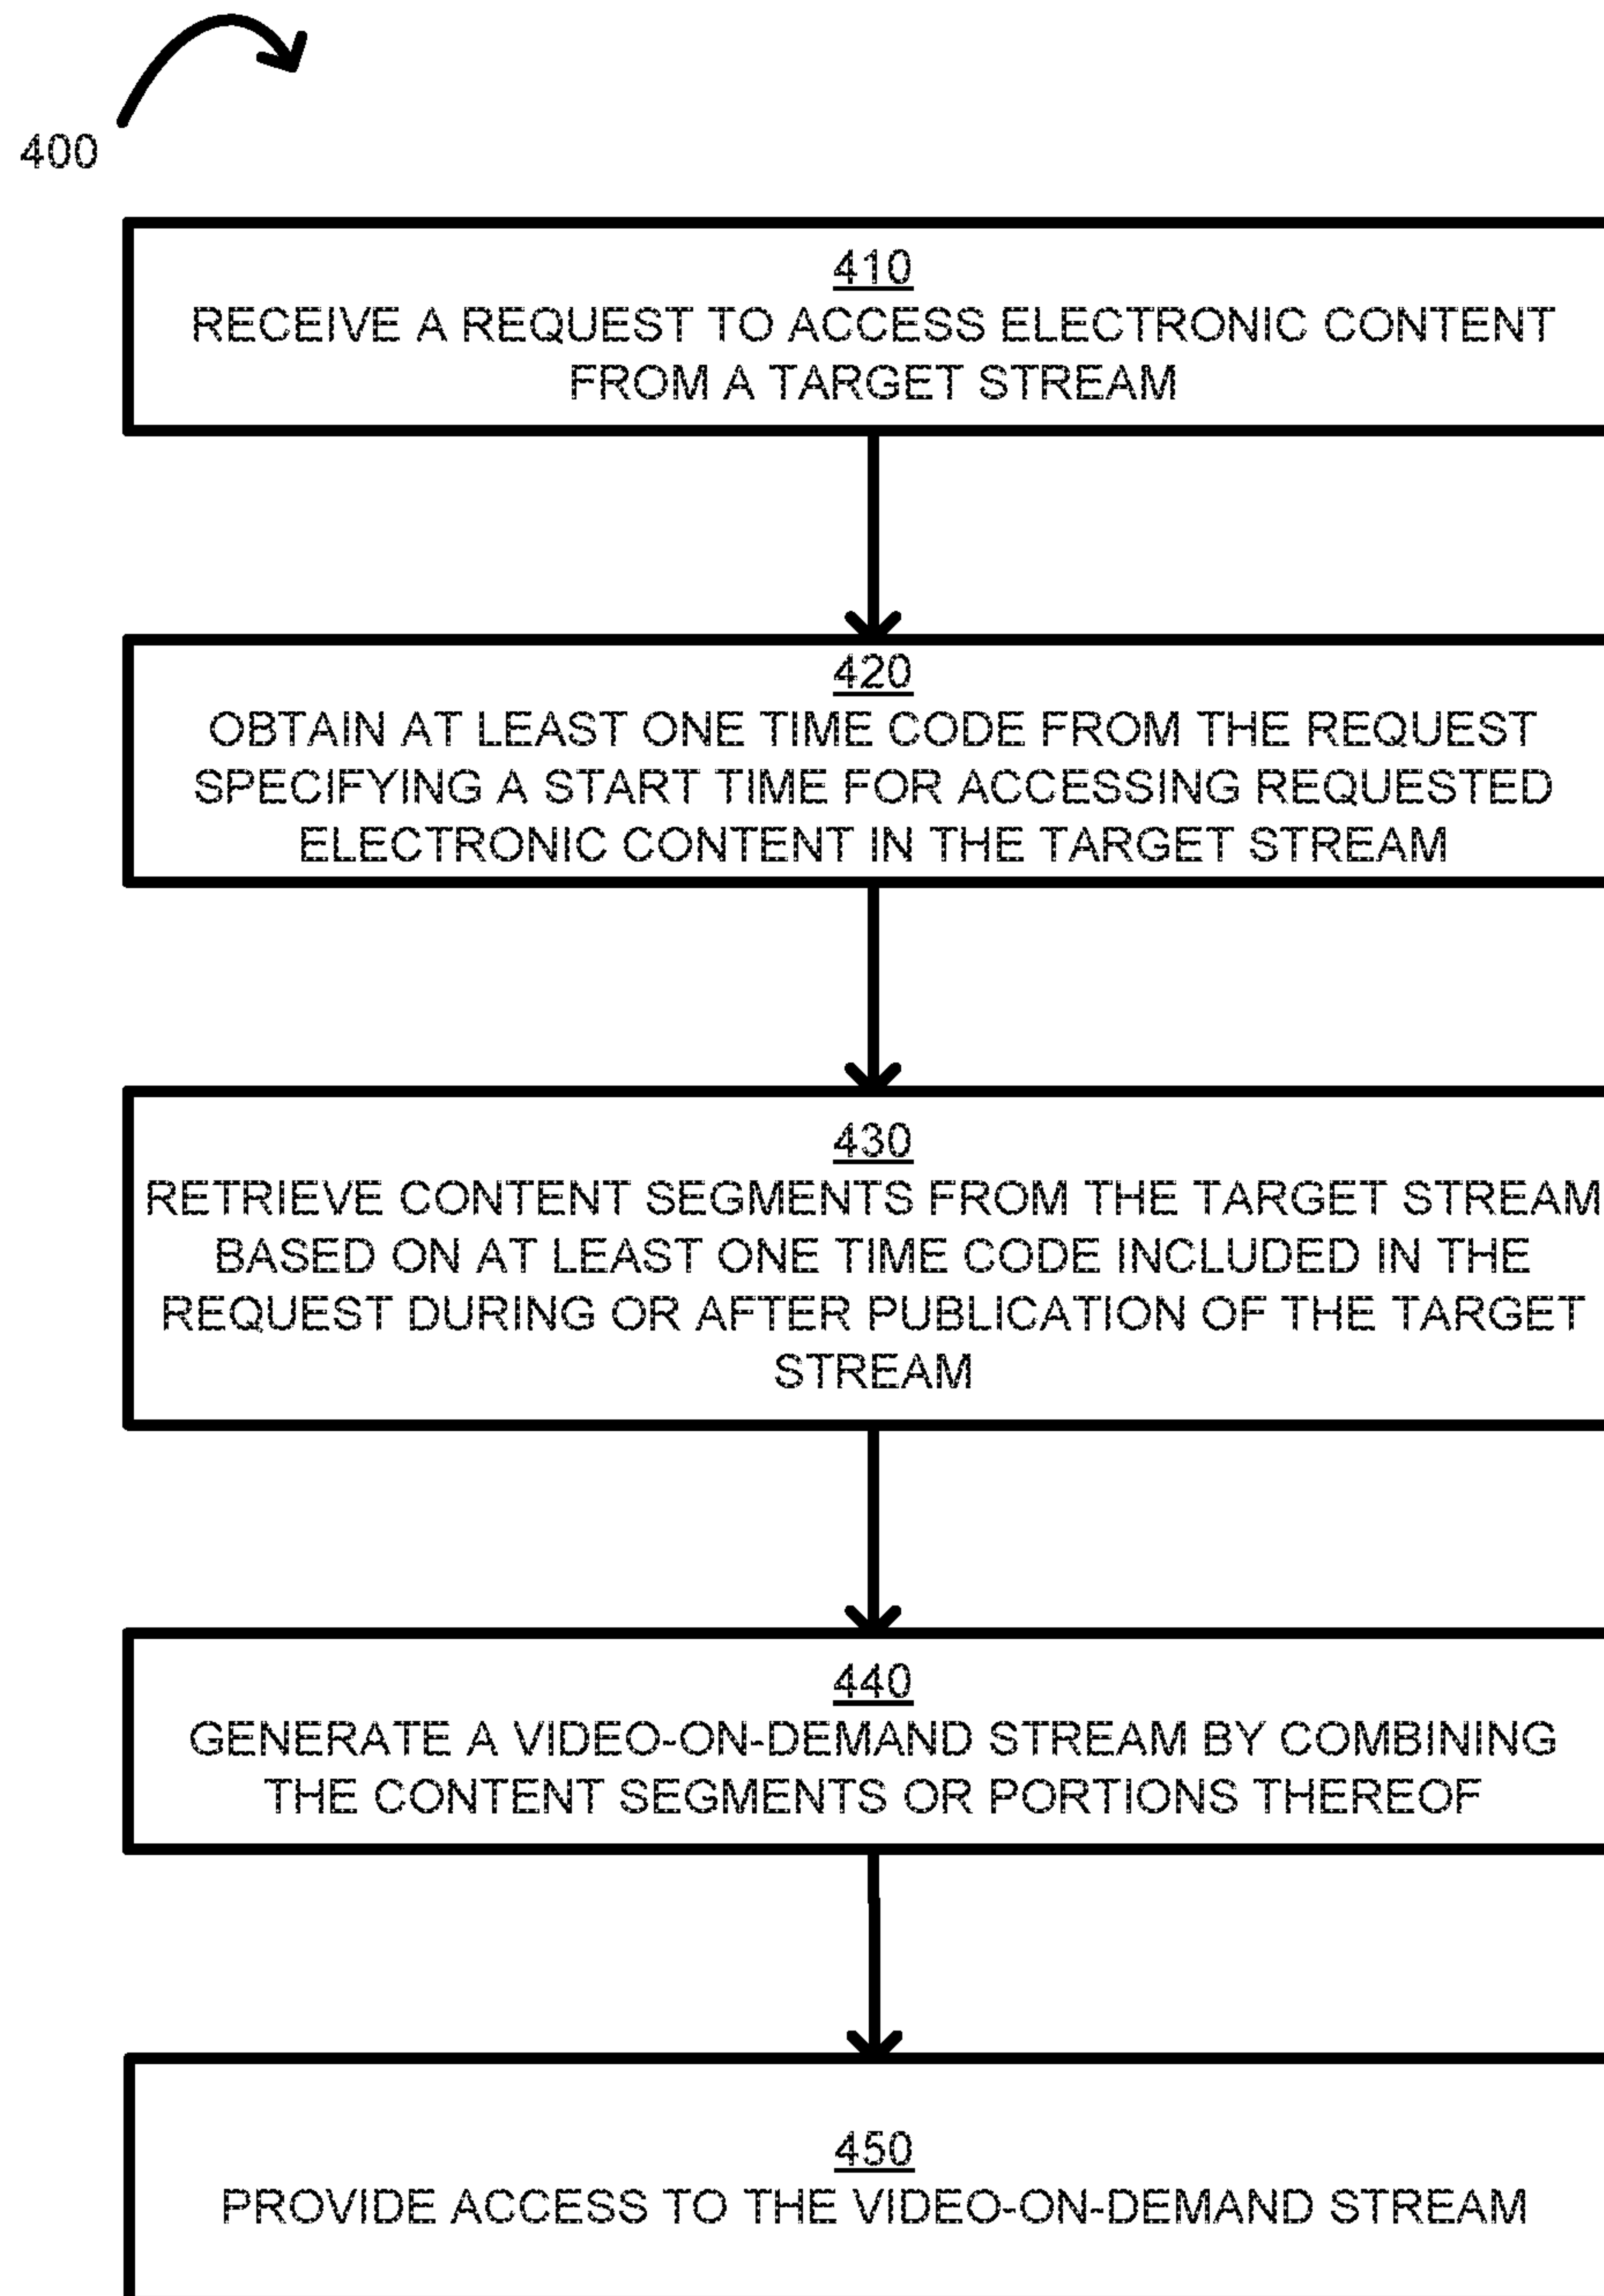 400
410
RECEIVE A REQUEST TO ACCESS ELECTRONIC CONTENT
FROM A TARGET STREAM
420
OBTAIN AT LEAST ONE TIME CODE FROM THE REQUEST
SPECIFYING A START TIME FOR ACCESSING REQUESTED
ELECTRONIC CONTENT IN THE TARGET STREAM
430
RETRIEVE CONTENT SEGMENTS FROM THE TARGET STREAM
BASED ON AT LEAST ONE TIME CODE INCLUDED IN THE
REQUEST DURING OR AFTER PUBLICATION OF THE TARGET
STREAM
440
GENERATE A VIDEO-ON-DEMAND STREAM BY COMBINING
THE CONTENT SEGMENTS OR PORTIONS THEREOF
450
PROVIDE ACCESS TO THE VIDEO-ON-DEMAND STREAM